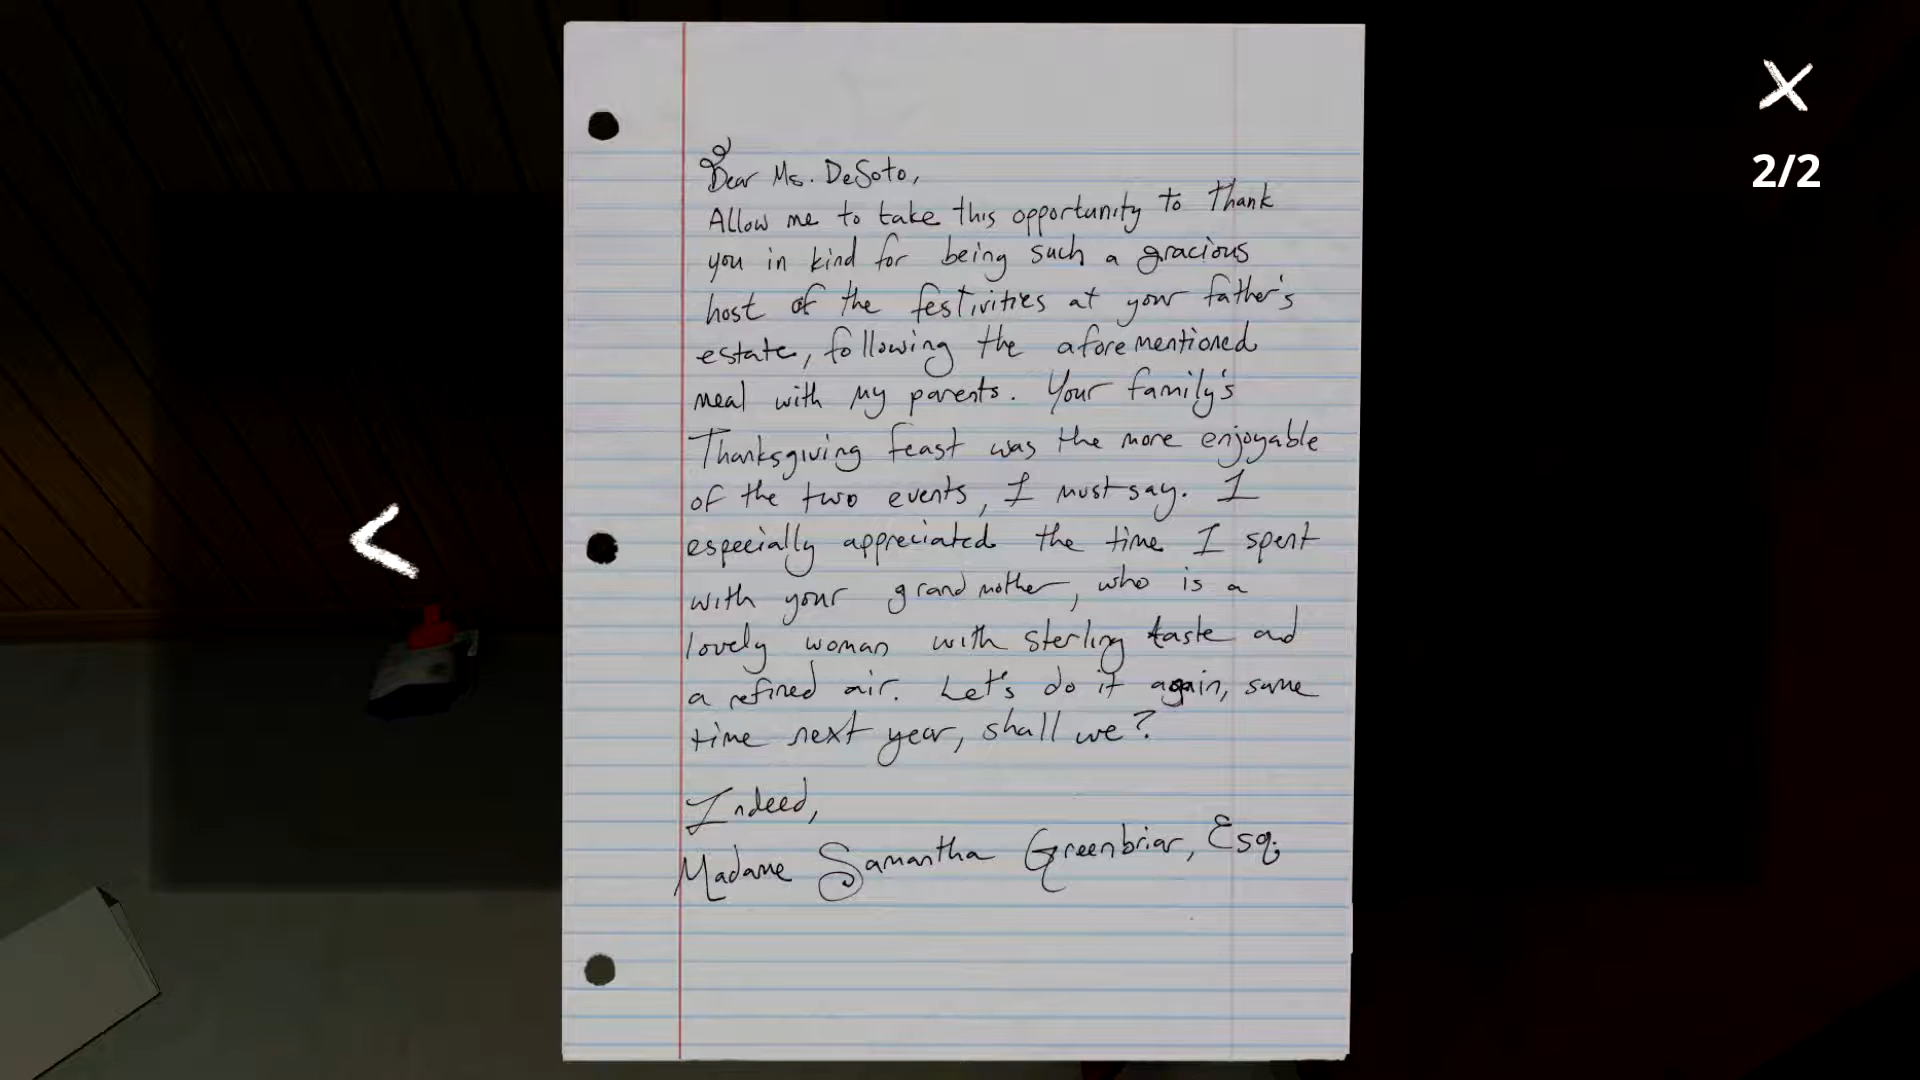 2/2
Dear Ms. DeSoto,
Allow me to take this opportunity to thank
you in kind for being such a gracious
host of the festivities at your father's
estate, following the aforementioned
meal with my parents. Your family's
Thanksgiving feast was the more enjoyable
of the two events, I must say. I
especially appreciated the time I spent
with your grandmother, who is a
lovely woman with sterling taste and
a refined air. Let's do it again, same
time next year, shall we?
Indeed,
Madame Samantha Greenbriar, Esq.